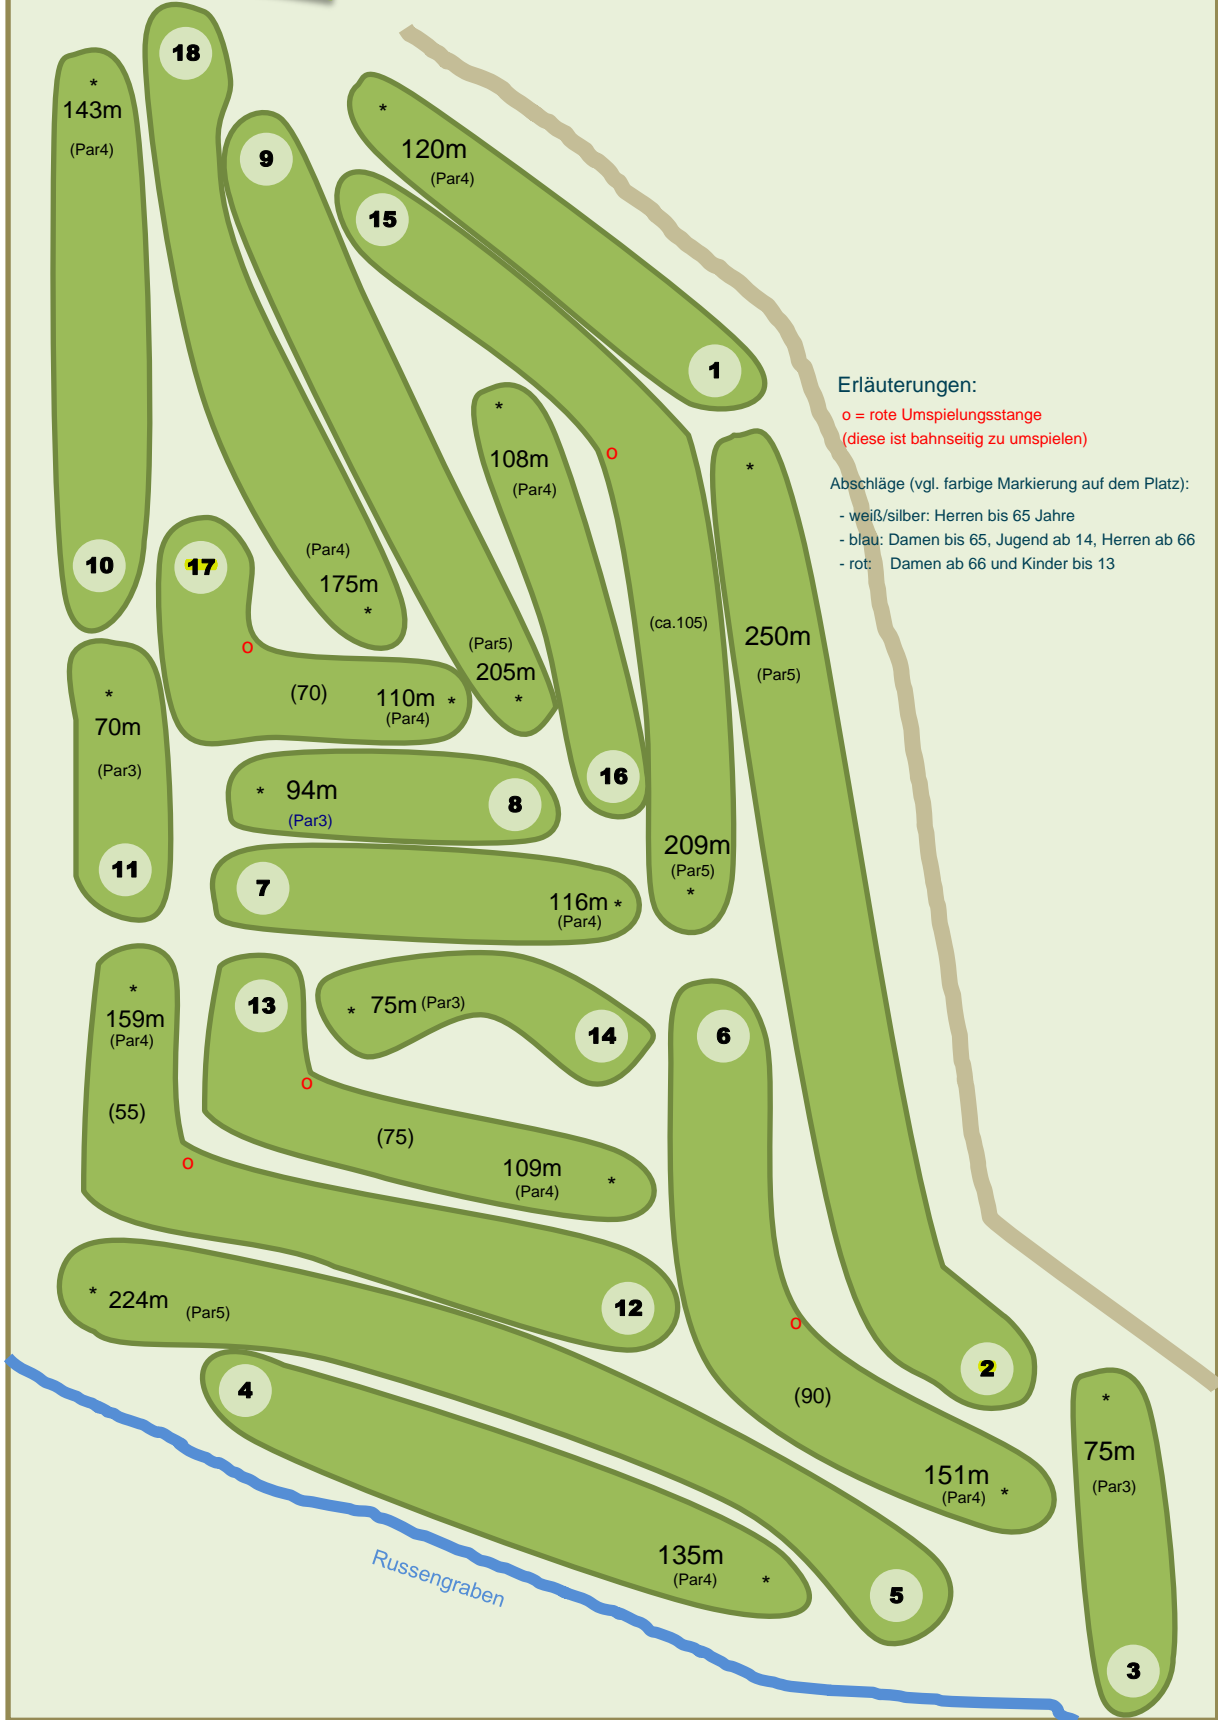 18
*
143m
(Par4)
*
120m
(Par4)
9
15
1
Erläuterungen:
o = rote Umspielungsstange
(diese ist bahnseitig zu umspielen)
Abschläge (vgl. farbige Markierung auf dem Platz):
- weiß/silber: Herren bis 65 Jahre
- blau: Damen bis 65, Jugend ab 14, Herren ab 66
- rot: Damen ab 66 und Kinder bis 13
*
108m
(Par4)
o
*
10
17
(Par4)
175m
*
(ca.105)
250m
(Par5)
o
(Par5)
205m
*
(70)
110m *
(Par4)
*
70m
(Par3)
11
* 94m
(Par3)
8
16
209m
(Par5)
*
7
116m *
(Par4)
*
159m
(Par4)
13
* 75m (Par3)
14
6
o
(55)
(75)
o
109m
(Par4)
*
* 224m (Par5)
12
o
2
4
(90)
*
75m
(Par3)
151m
(Par4) *
135m
(Par4)
*
Russengraben
5
3